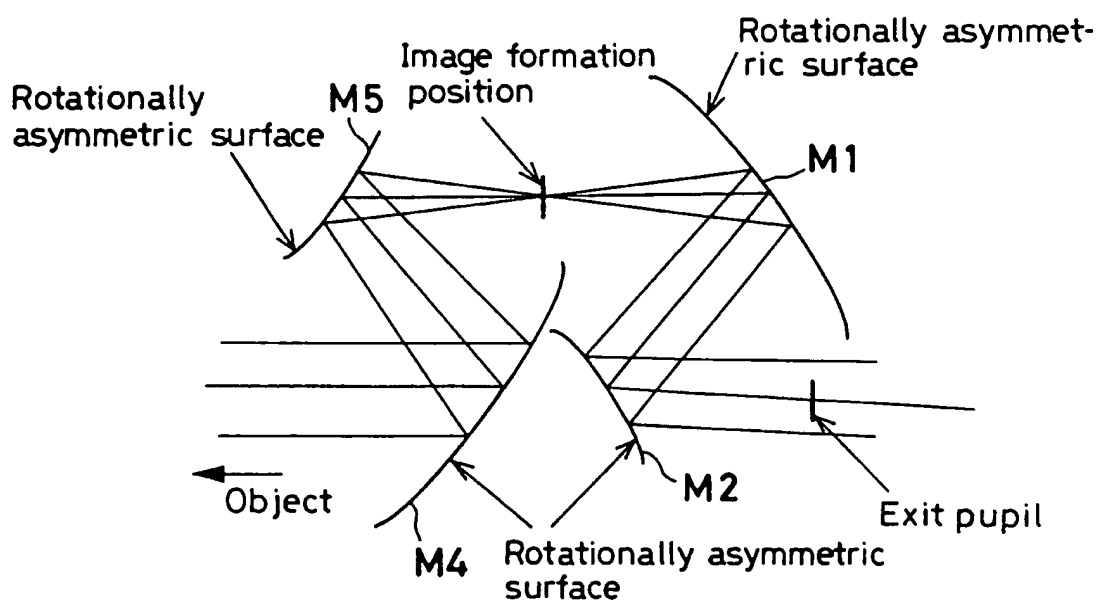 Rotationally asymmet-
ric surface
Image formation
position
Rotationally
asymmetric surface
M5
M1
Object
M2
Exit pupil
M4
Rotationally asymmetric
surface